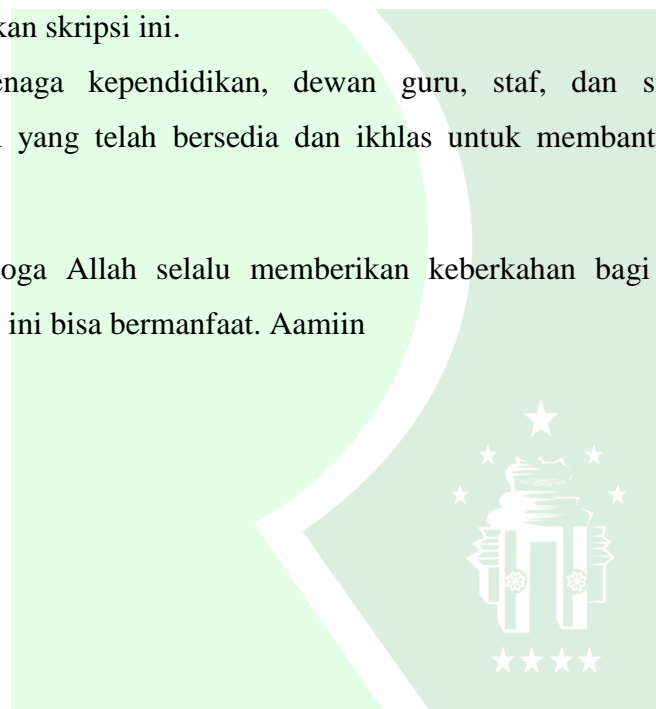 kan skripsi ini.
enaga kependidikan, dewan guru, staf, dan s
yang telah bersedia dan ikhlas untuk membant
oga Allah selalu memberikan keberkahan bagi
ini bisa bermanfaat. Aamiin